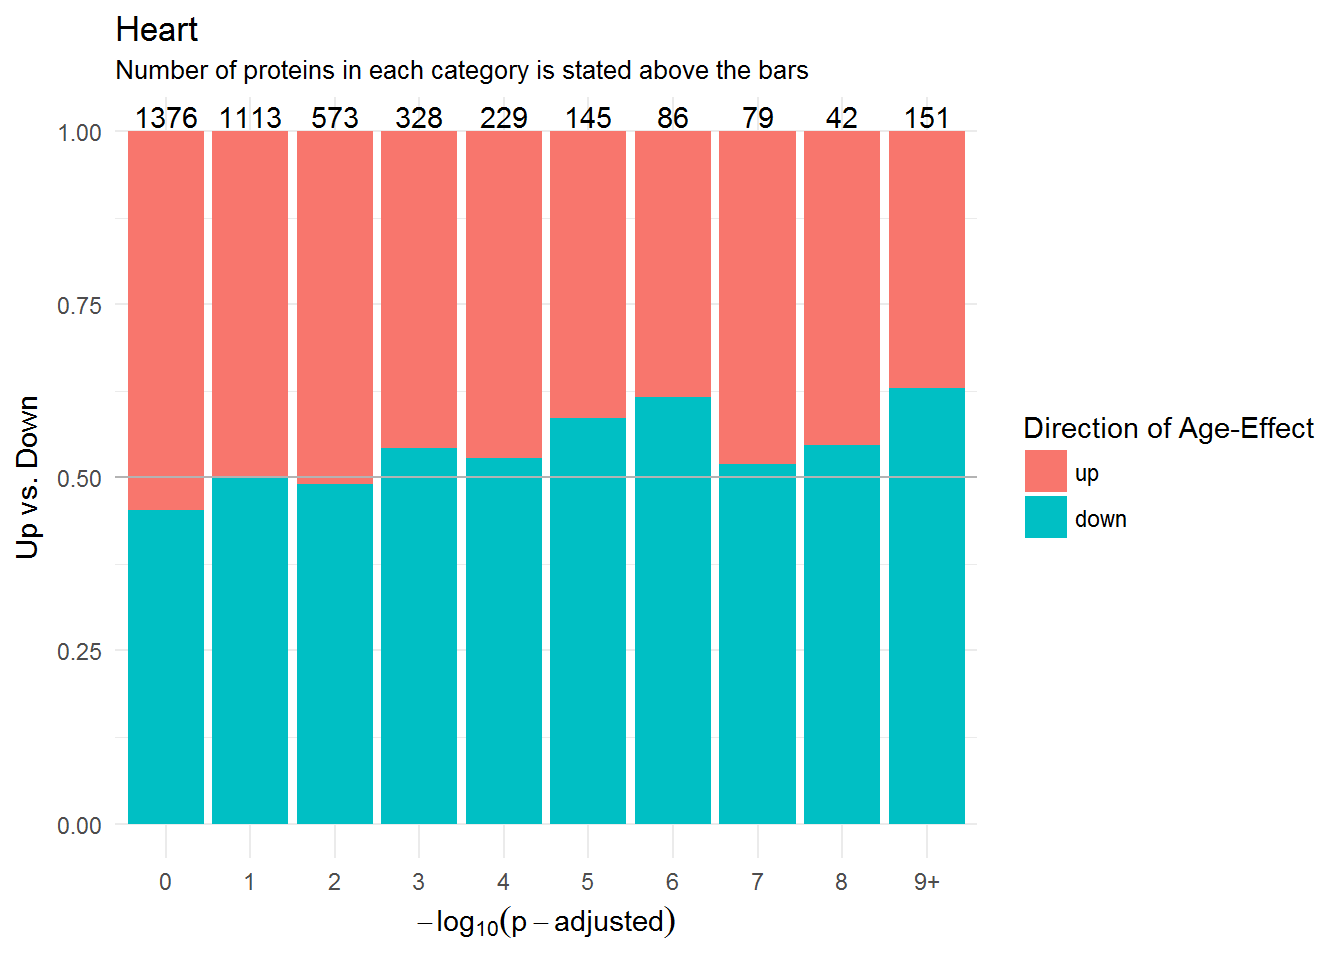 Heart
Number of proteins in each category is stated above the bars
1376 1113 573 328 229 145 86 79 42 151
1.00
0.75
0.50
0.25
0.00
Up vs. Down
0 1 2 3 4 5 6 7 8 9+
−log10(p − adjusted)
Direction of Age-Effect
up
down